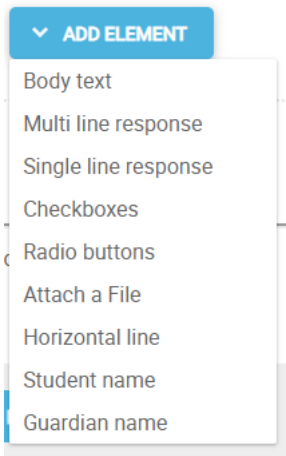 ADD ELEMENT
Body text
Multi line response
Single line response
Checkboxes
Radio buttons
Attach a File
Horizontal line
Student name
Guardian name